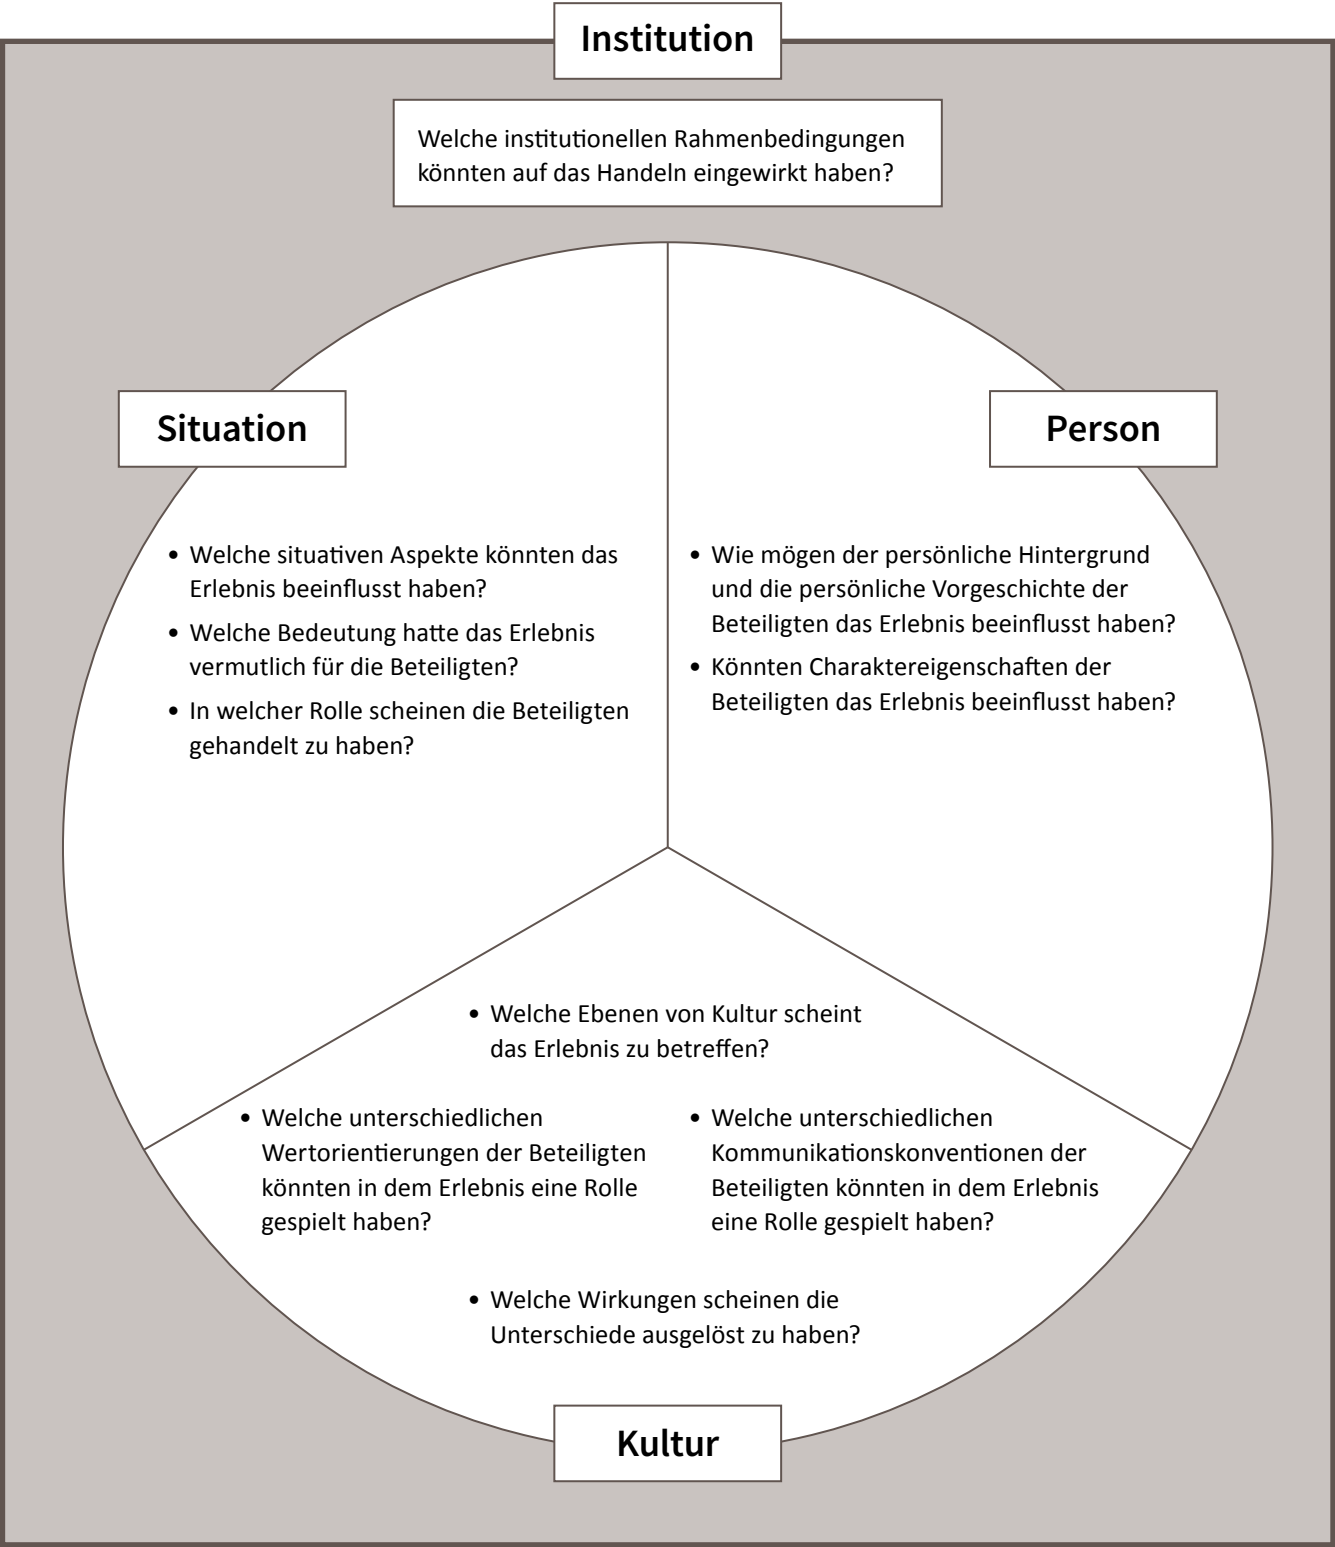 Institution
Welche institutionellen Rahmenbedingungen
könnten auf das Handeln eingewirkt haben?
Situation
• Welche situativen Aspekte könnten das
Erlebnis beeinflusst haben?
• Welche Bedeutung hatte das Erlebnis
vermutlich für die Beteiligten?
• In welcher Rolle scheinen die Beteiligten
gehandelt zu haben?
Person
• Wie mögen der persönliche Hintergrund
und die persönliche Vorgeschichte der
Beteiligten das Erlebnis beeinflusst haben?
• Könnten Charaktereigenschaften der
Beteiligten das Erlebnis beeinflusst haben?
• Welche Ebenen von Kultur scheint
das Erlebnis zu betreffen?
• Welche unterschiedlichen
Wertorientierungen der Beteiligten
könnten in dem Erlebnis eine Rolle
gespielt haben?
• Welche unterschiedlichen
Kommunikationskonventionen der
Beteiligten könnten in dem Erlebnis
eine Rolle gespielt haben?
• Welche Wirkungen scheinen die
Unterschiede ausgelöst zu haben?
Kultur